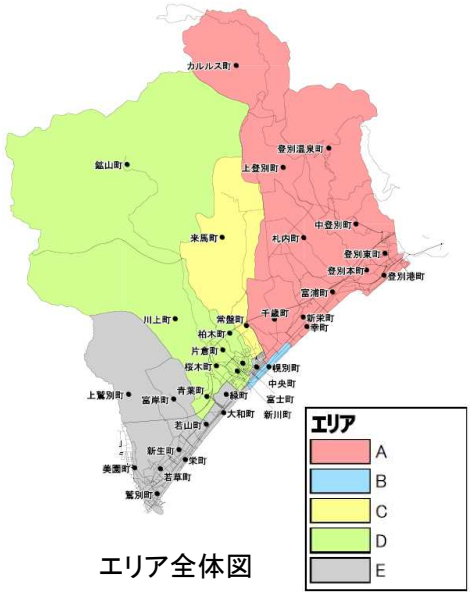 カルルス町
登別温泉町
鉱山町
上登別町
中登別町
来馬町
札内町
登別東町
登別本町
登別港町
富浦町
川上町
常盤町
千歳町
新栄町
幸町
柏木町
片倉町
桜木町
幌別町
中央町
青葉町
緑町
富士町
上鷲別町
富岸町
大和町
新川町
若山町
新生町
栄町
美園町
若草町
鷲別町
エリア
A
B
C
D
E
エリア全体図